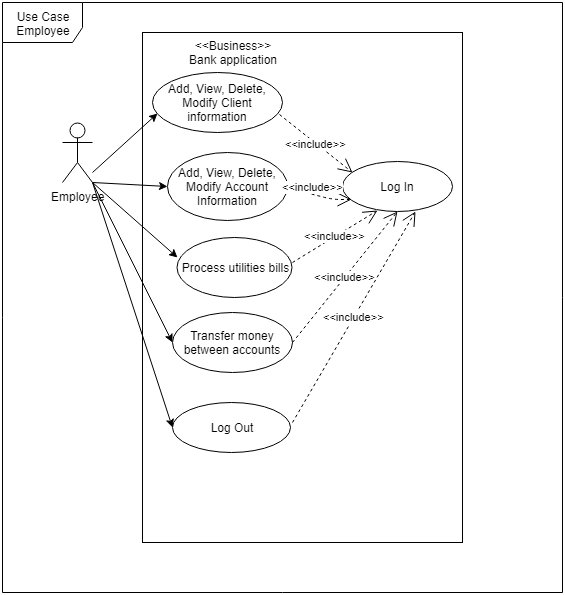 Use Case
Employee
<<Business>>
Bank application
Add, View, Delete,
Modify Client
information
<<include>>
Employee
Add, View, Delete,
Modify Account
Information
<<include>>
Log In
<<include>>
Process utilities bills
<<include>>
<<include>>
Transfer money
between accounts
Log Out